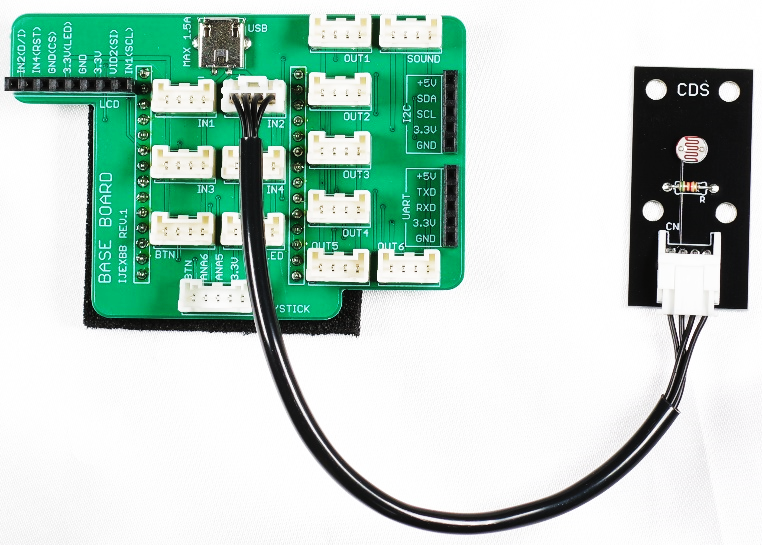 IN2(D/I)
IN4(RST)
GND(CS)
3.3V(LED)
GND
3.3V
VID2(SI)
IN1(SCL)
LCD
MAX 1.5A
USB
OUT1
SOUND
IN1
IN2
OUT2
I2C
+5V
SDA
SCL
3.3V
GND
IN3
IN4
OUT3
UART
+5V
TXD
RXD
3.3V
GND
BTN
LED
OUT4
OUT5
OUT6
BASE BOARD
IJEXBB REV.1
BTN
ANA6
ANA5
3.3V
YSTICK
CDS
R
CN